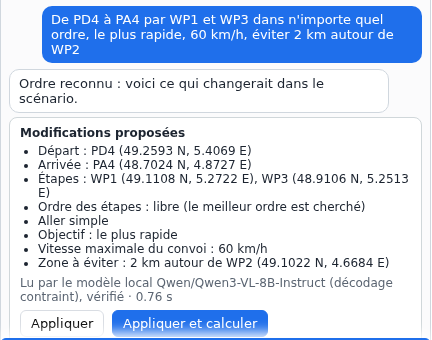 De PD4 à PA4 par WP1 et WP3 dans n'importe quel
ordre, le plus rapide, 60 km/h, éviter 2 km autour de
WP2
Ordre reconnu : voici ce qui changerait dans le
scénario.
Modifications proposées
• Départ : PD4 (49.2593 N, 5.4069 E)
• Arrivée : PA4 (48.7024 N, 4.8727 E)
• Étapes : WP1 (49.1108 N, 5.2722 E), WP3 (48.9106 N, 5.2513
E)
• Ordre des étapes : libre (le meilleur ordre est cherché)
• Aller simple
• Objectif : le plus rapide
• Vitesse maximale du convoi : 60 km/h
• Zone à éviter : 2 km autour de WP2 (49.1022 N, 4.6684 E)
Lu par le modèle local Qwen/Qwen3-VL-8B-Instruct (décodage
contraint), vérifié · 0.76 s
Appliquer
Appliquer et calculer